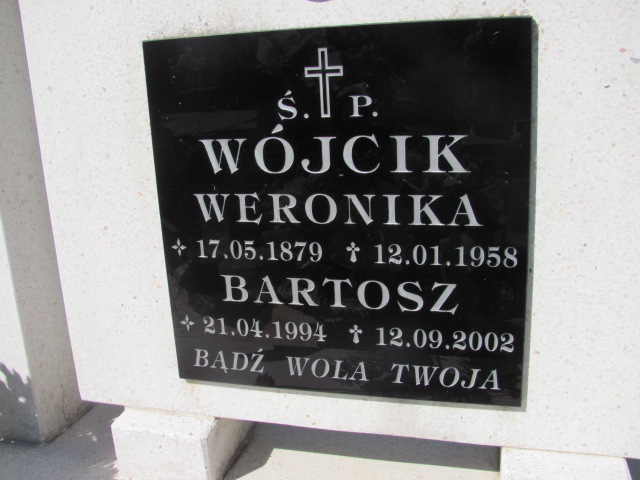 Ś. P.
WÓJCIK
WERONIKA
17.05.1879 12.01.1958
BARTOSZ
21.04.1994 12.09.2002
BĄDŹ WOLA TWOJA